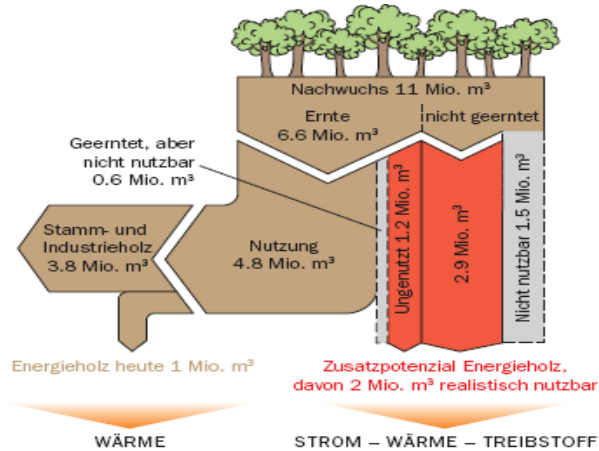 Nachwuchs 11 Mio. m³
Ernte
6.6 Mio. m³
nicht geerntet
Geerntet, aber
nicht nutzbar
0.6 Mio. m³
Stamm- und
Industrieholz
3.8 Mio. m³
Nutzung
4.8 Mio. m³
Ungenutzt 1.2 Mio. m³
2.9 Mio. m³
Nicht nutzbar 1.5 Mio. m³
Energieholz heute 1 Mio. m³
Zusatzpotenzial Energieholz,
davon 2 Mio. m³ realistisch nutzbar
WÄRME
STROM – WÄRME – TREIBSTOFF